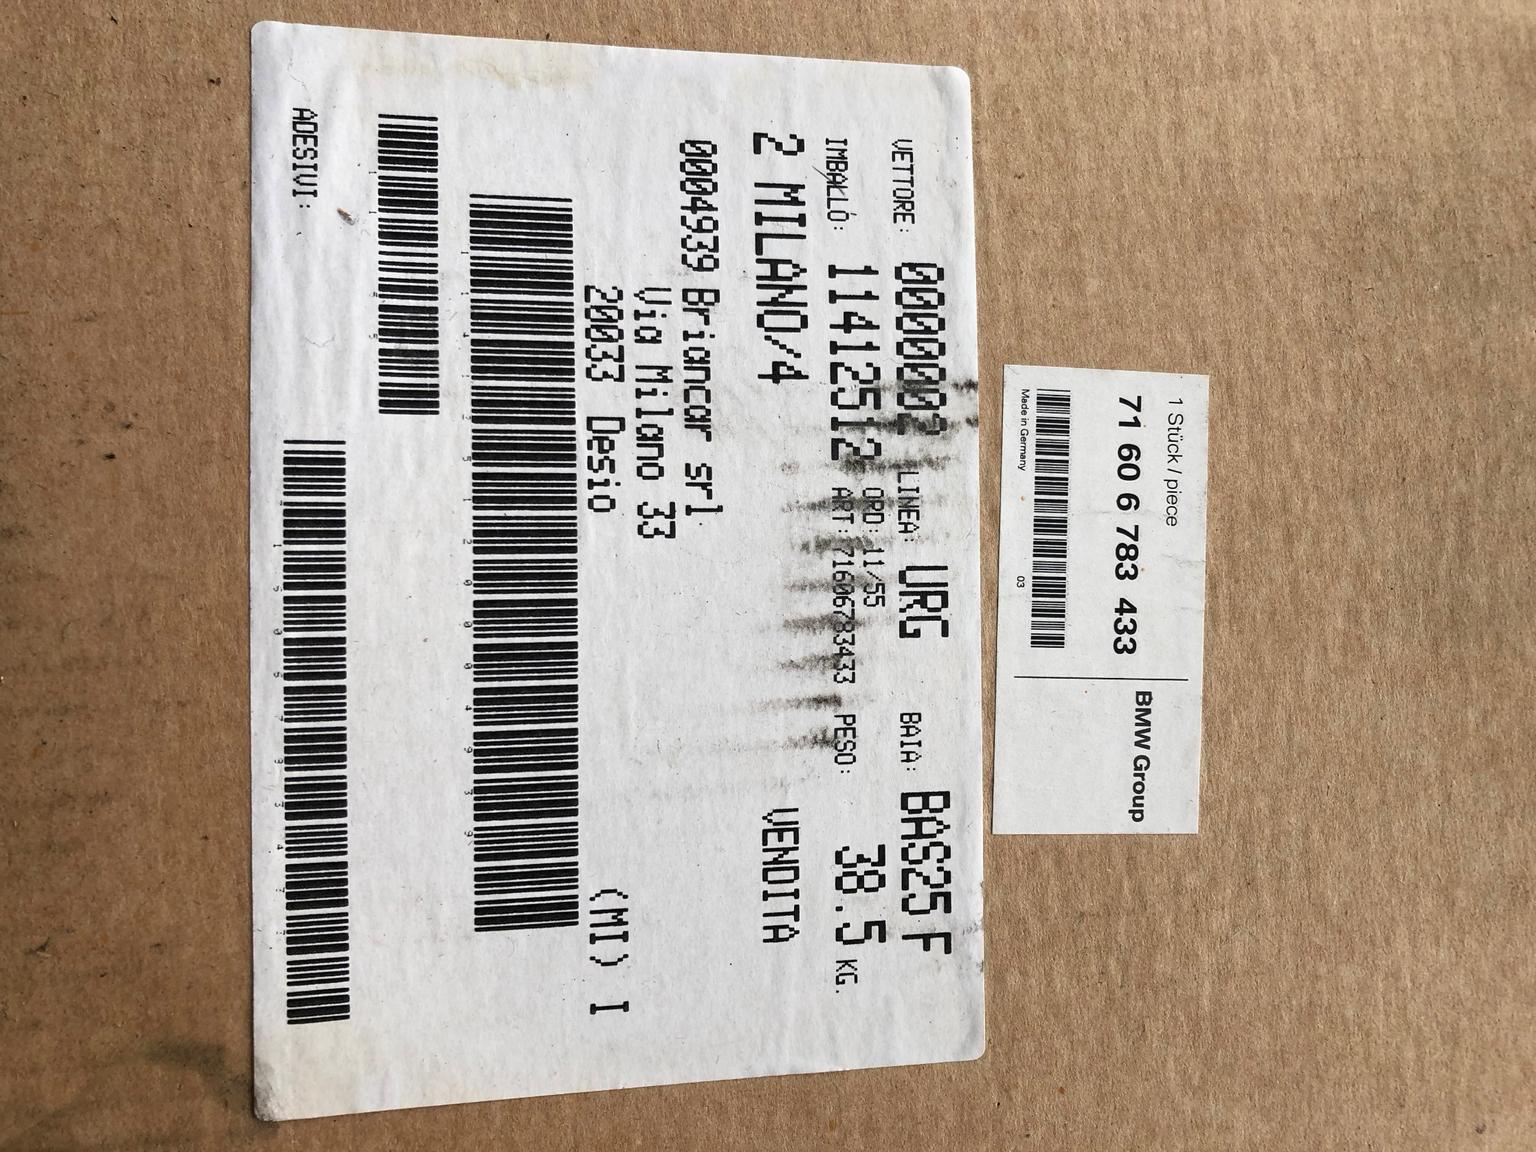 1 Stück / piece
71 60 6 783 433
BMW Group
Made in Germany
03
VETTORE: 0000002 LINEA: URG BAIA: BAS25 F
ORD: 11/55
IMBALLO: 11412512 ART: 71606783433 PESO: 38.5 KG.
2 MILANO/4 VENDITA
0004939 Briancar srl
Via Milano 33
20033 Desio (MI) I
ADESIVI: